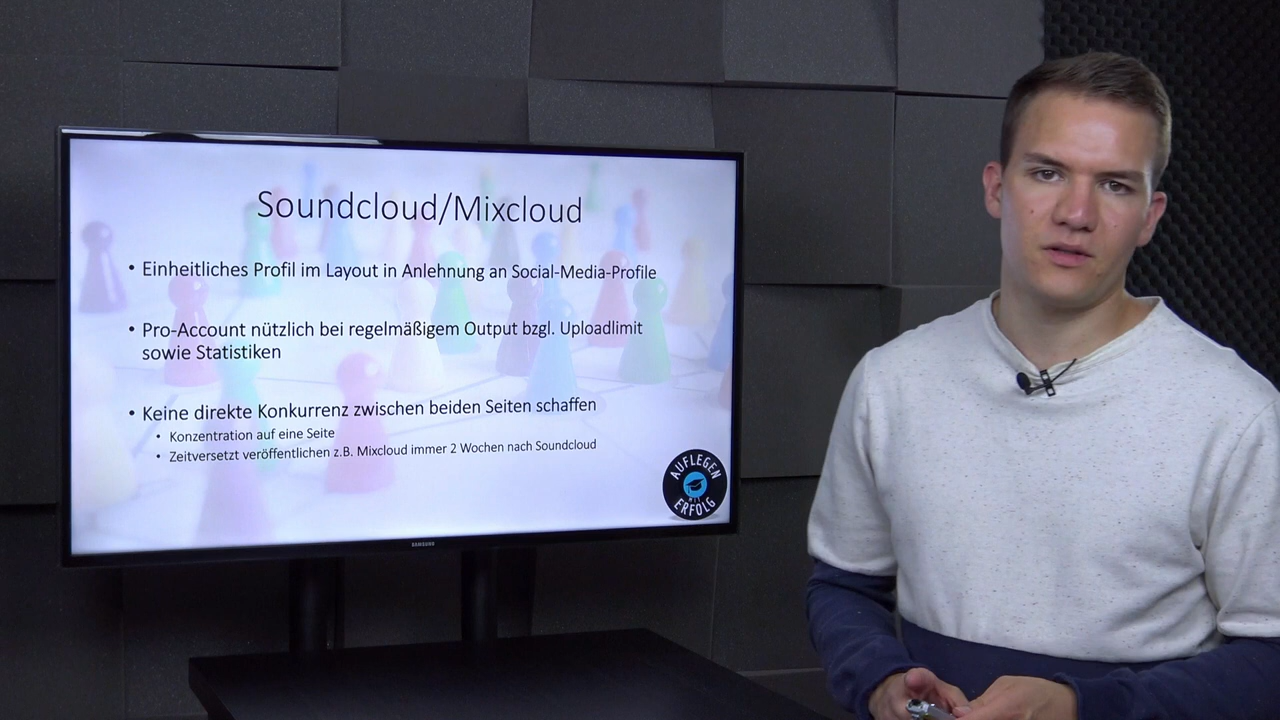 Soundcloud/Mixcloud
• Einheitliches Profil im Layout in Anlehnung an Social-Media-Profile
• Pro-Account nützlich bei regelmäßigem Output bzgl. Uploadlimit
sowie Statistiken
• Keine direkte Konkurrenz zwischen beiden Seiten schaffen
• Konzentration auf eine Seite
• Zeitversetzt veröffentlichen z.B. Mixcloud immer 2 Wochen nach Soundcloud
AUFLEGEN
MIT
ERFOLG
SAMSUNG